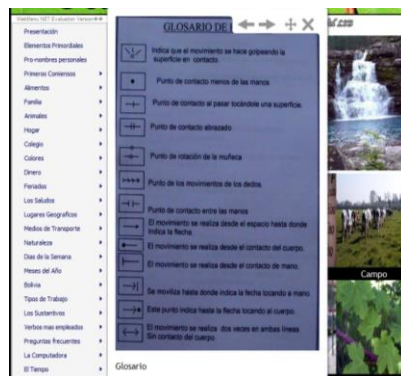 WebMenu.NET Evaluation Version
Presentación
Elementos Primordiales
Pro-nombres personales
Primeros Comiensos
Alimentos
Familia
Animales
Hogar
Colegio
Colores
Dinero
Feriados
Los Saludos
Lugares Geograficos
Medios de Transporte
Naturaleza
Dias de la Semana
Meses del Año
Bolivia
Tipos de Trabajo
Los Sustantivos
Verbos mas empleados
Preguntas frecuentes
La Computadora
El Tiempo
GLOSARIO DE
Indica que el movimiento se hace golpeando la
superficie en contacto.
Punto de contacto menos de las manos.
Punto de contacto al pasar tocándole una superficie.
Punto de contacto abrazado
Punto de rotación de la muñeca
Punto de los movimientos de los dedos.
Punto de contacto entre las manos
El movimiento se realiza desde el espacio hasta donde
Indica la flecha.
El movimiento se realiza desde el contacto del cuerpo.
El movimiento se realiza desde el contacto de mano.
Se moviliza hasta donde indica la flecha tocando a mano
Este punto indica hasta la flecha tocando al cuerpo.
El movimiento se realiza dos veces en ambas líneas
Sin contacto del cuerpo
Glosario
Campo